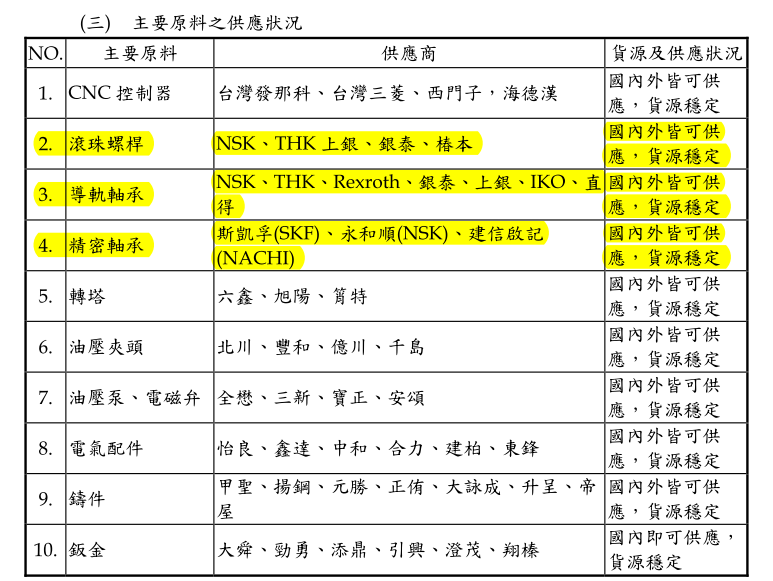 (三) 主要原料之供應狀況
NO. 主要原料 供應商 貨源及供應狀況
1. CNC 控制器 台灣發那科、台灣三菱、西門子，海德漢 國內外皆可供
應，貨源穩定
2. 滾珠螺桿 NSK、THK 上銀、銀泰、椿本 國內外皆可供
應，貨源穩定
3. 導軌軸承 NSK、THK、Rexroth、銀泰、上銀、IKO、直 國內外皆可供
得 應，貨源穩定
4. 精密軸承 斯凱孚(SKF)、永和順(NSK)、建信啟記 國內外皆可供
(NACHI) 應，貨源穩定
5. 轉塔 六鑫、旭陽、筲特 國內外皆可供
應，貨源穩定
6. 油壓夾頭 北川、豐和、億川、千島 國內外皆可供
應，貨源穩定
7. 油壓泵、電磁弁 全懋、三新、寶正、安頌 國內外皆可供
應，貨源穩定
8. 電氣配件 怡良、鑫達、中和、合力、建柏、東鋒 國內外皆可供
應，貨源穩定
9. 鑄件 甲聖、揚鋼、元勝、正侑、大詠成、升呈、帝 國內外皆可供
屋 應，貨源穩定
10. 鈑金 大舜、勁勇、添鼎、引興、澄茂、翔榛 國內即可供應，
貨源穩定